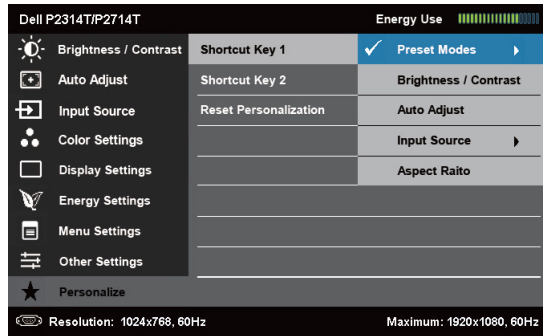 Dell P2314T/P2714T
Energy Use
Brightness / Contrast
Shortcut Key 1
Preset Modes
Auto Adjust
Shortcut Key 2
Brightness / Contrast
Input Source
Reset Personalization
Auto Adjust
Color Settings
Input Source
Display Settings
Aspect Raito
Energy Settings
Menu Settings
Other Settings
Personalize
Resolution: 1024x768, 60Hz
Maximum: 1920x1080, 60Hz